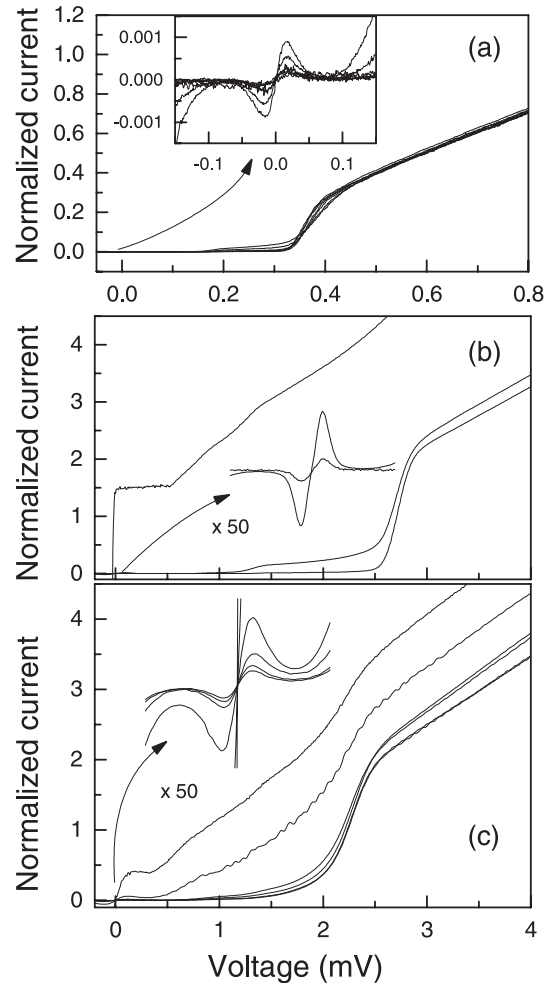 1.2
1.0
0.8
0.6
0.4
0.2
0.0
Normalized current
0.001
0.000
-0.001
-0.1 0.0 0.1
(a)
0.0 0.2 0.4 0.6 0.8
4
3
2
1
0
Normalized current
(b)
x 50
4
3
2
1
0
Normalized current
x 50
(c)
0 1 2 3 4
Voltage (mV)